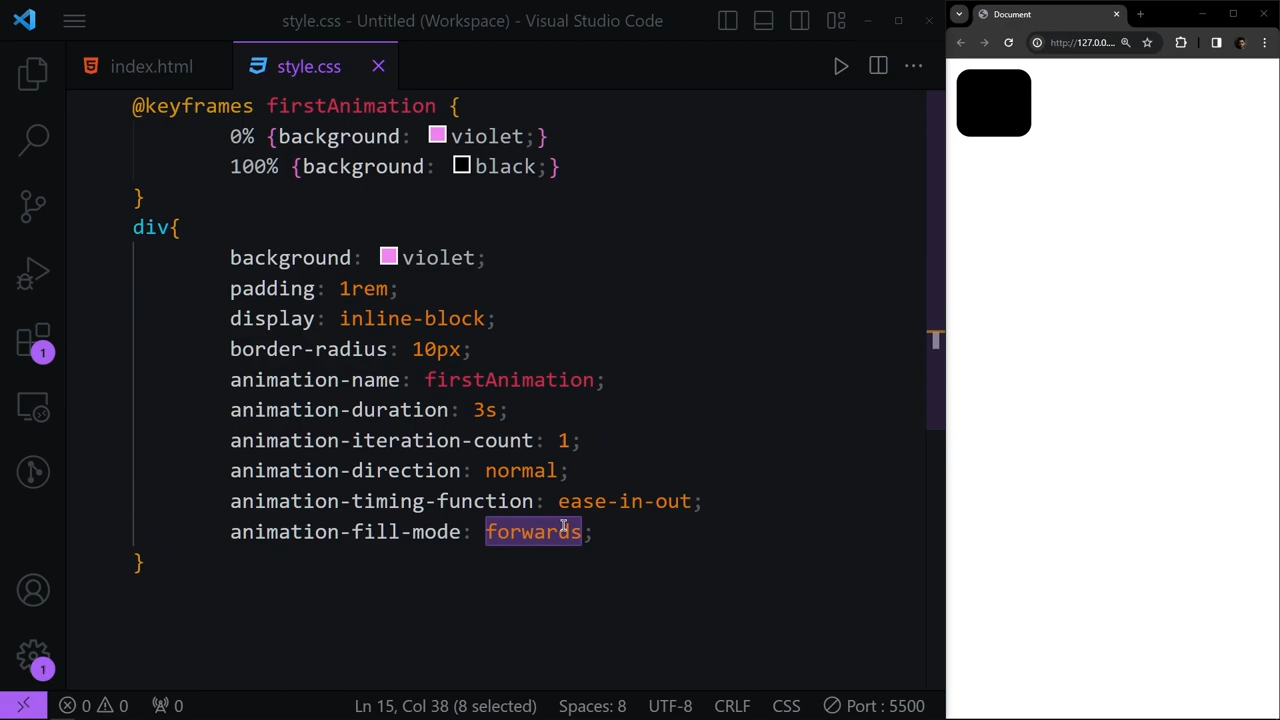 style.css - Untitled (Workspace) - Visual Studio Code
index.html
style.css
@keyframes firstAnimation {
0% {background: violet;}
100% {background: black;}
}
div{
background: violet;
padding: 1rem;
display: inline-block;
border-radius: 10px;
animation-name: firstAnimation;
animation-duration: 3s;
animation-iteration-count: 1;
animation-direction: normal;
animation-timing-function: ease-in-out;
animation-fill-mode: forwards;
}
1
1
0 0 0
Ln 15, Col 38 (8 selected)
Spaces: 8
UTF-8
CRLF
CSS
Port : 5500
Document
http://127.0.0....